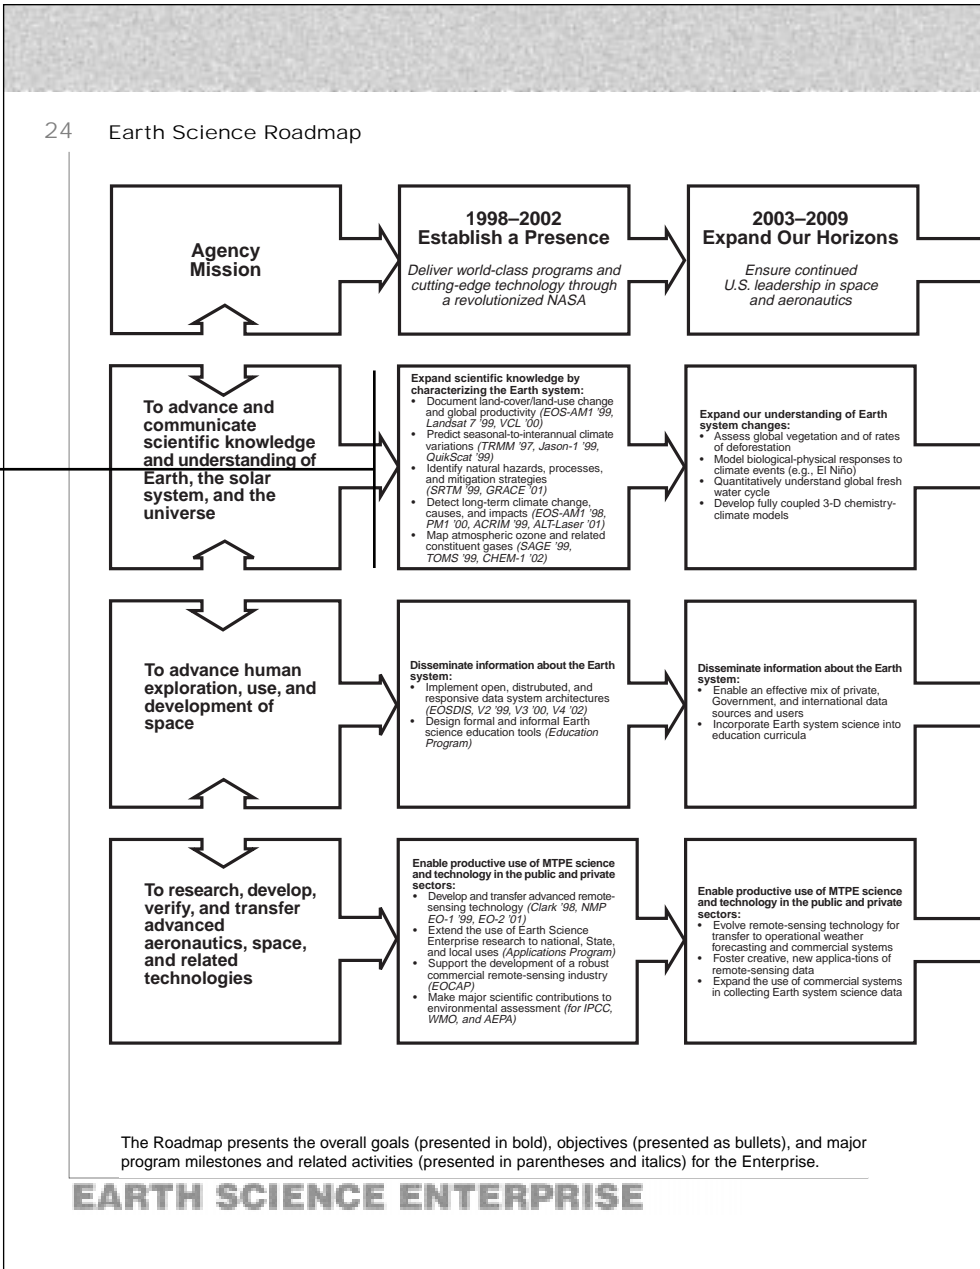 24 Earth Science Roadmap
Agency
Mission
1998–2002
Establish a Presence
Deliver world-class programs and
cutting-edge technology through
a revolutionized NASA
2003–2009
Expand Our Horizons
Ensure continued
U.S. leadership in space
and aeronautics
To advance and
communicate
scientific knowledge
and understanding of
Earth, the solar
system, and the
universe
Expand scientific knowledge by
characterizing the Earth system:
• Document land-cover/land-use change
and global productivity (EOS-AM1 '99,
Landsat 7 '99, VCL '00)
• Predict seasonal-to-interannual climate
variations (TRMM '97, Jason-1 '99,
QuikScat '99)
• Identify natural hazards, processes,
and mitigation strategies
(SRTM '99, GRACE '01)
• Detect long-term climate change,
causes, and impacts (EOS-AM1 '98,
PM1 '00, ACRIM '99, ALT-Laser '01)
• Map atmospheric ozone and related
constituent gases (SAGE '99,
TOMS '99, CHEM-1 '02)
Expand our understanding of Earth
system changes:
• Assess global vegetation and of rates
of deforestation
• Model biological-physical responses to
climate events (e.g., El Niño)
• Quantitatively understand global fresh
water cycle
• Develop fully coupled 3-D chemistry-
climate models
To advance human
exploration, use, and
development of
space
Disseminate information about the Earth
system:
• Implement open, distrubuted, and
responsive data system architectures
(EOSDIS, V2 '99, V3 '00, V4 '02)
• Design formal and informal Earth
science education tools (Education
Program)
Disseminate information about the Earth
system:
• Enable an effective mix of private,
Government, and international data
sources and users
• Incorporate Earth system science into
education curicula
To research, develop,
verify, and transfer
advanced
aeronautics, space,
and related
technologies
Enable productive use of MTPE science
and technology in the public and private
sectors:
• Develop and transfer advanced remote-
sensing technology (Clark '98, NMP
EO-1 '99, EO-2 '01)
• Extend the use of Earth Science
Enterprise research to national, State,
and local uses (Applications Program)
• Support the development of a robust
commercial remote-sensing industry
(EOCAP)
• Make major scientific contributions to
environmental assessment (for IPCC,
WMO, and AEPA)
Enable productive use of MTPE science
and technology in the public and private
sectors:
• Evolve remote-sensing technology for
transfer to operational weather
forecasting and commercial systems
• Foster creative, new applica-tions of
remote-sensing data
• Expand the use of commercial systems
in collecting Earth system science data
The Roadmap presents the overall goals (presented in bold), objectives (presented as bullets), and major
program milestones and related activities (presented in parentheses and italics) for the Enterprise.
EARTH SCIENCE ENTERPRISE